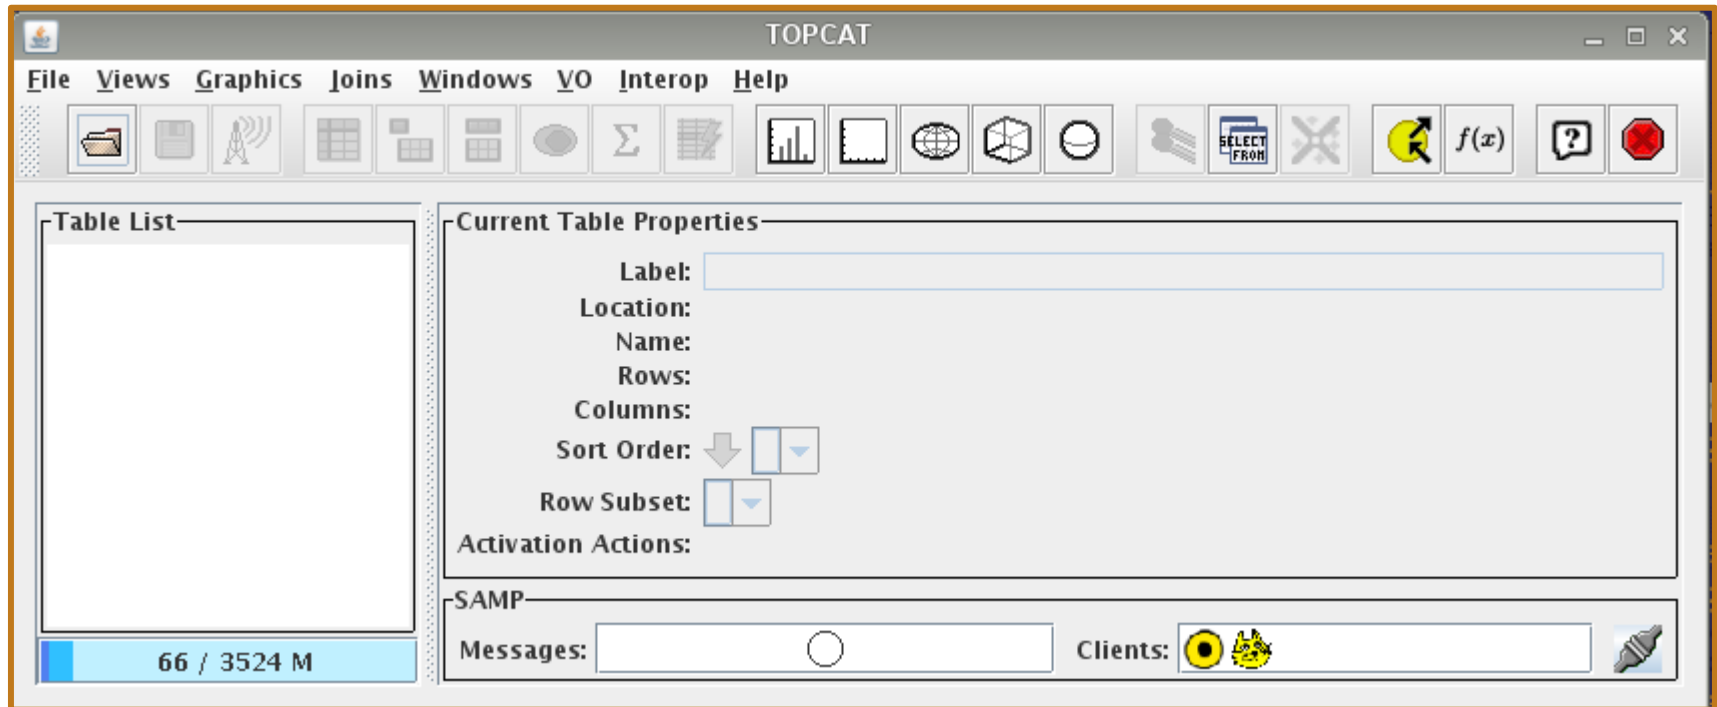 TOPCAT
File Views Graphics Joins Windows VO Interop Help
SELECT
FROM
Σ
f(x)
?
Table List
Current Table Properties
Label:
Location:
Name:
Rows:
Columns:
Sort Order:
Row Subset:
Activation Actions:
SAMP
66 / 3524 M
Messages:
Clients: